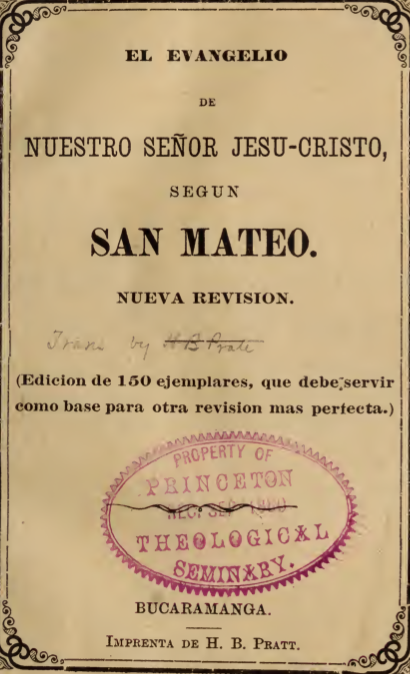 EL EVANGELIO
DE
NUESTRO SEÑOR JESU-CRISTO,
SEGUN
SAN MATEO.
NUEVA REVISION.
Trans by H B Pratt
(Edicion de 150 ejemplares, que debe servir
como base para otra revision mas perfecta.)
PROPERTY OF
PRINCETON
REC. SEP
THEOLOGICAL
SEMINARY.
BUCARAMANGA.
IMPRENTA DE H. B. PRATT.